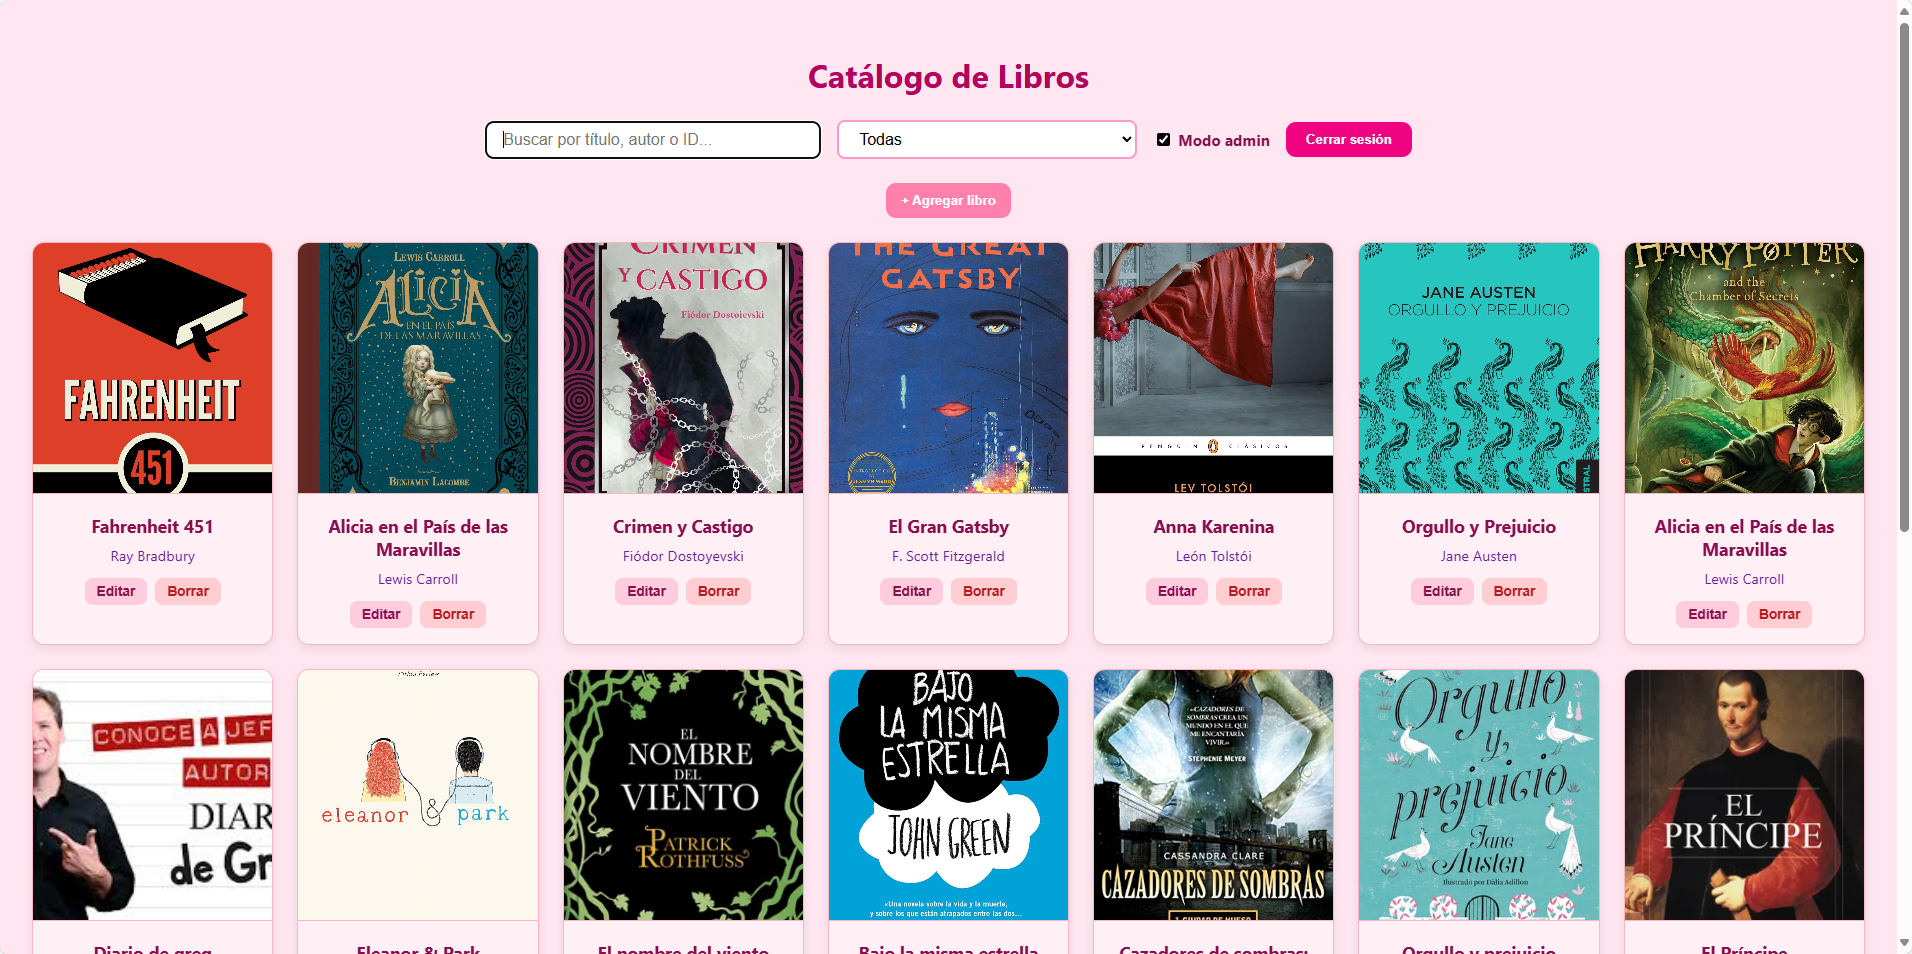 Catálogo de Libros
Buscar por título, autor o ID...
Todas
Modo admin
Cerrar sesión
+ Agregar libro
FAHRENHEIT
451
LEWIS CARROLL
ALICIA
EN EL PAÍS
DE LAS MARAVILLAS
BENJAMIN LACOMBE
CRIMEN
Y CASTIGO
Fiódor Dostoievski
THE GREAT
GATSBY
PENGUIN CLÁSICOS
LEV TOLSTÓI
JANE AUSTEN
ORGULLO Y PREJUICIO
STRAL
HARRY POTTER
and the
Chamber of Secrets
Fahrenheit 451
Ray Bradbury
Editar Borrar
Alicia en el País de las
Maravillas
Lewis Carroll
Editar Borrar
Crimen y Castigo
Fiódor Dostoyevski
Editar Borrar
El Gran Gatsby
F. Scott Fitzgerald
Editar Borrar
Anna Karenina
León Tolstói
Editar Borrar
Orgullo y Prejuicio
Jane Austen
Editar Borrar
Alicia en el País de las
Maravillas
Lewis Carroll
Editar Borrar
CONOCE A JEF
AUTOR
DIAR
de Gr
eleanor & park
EL
NOMBRE
DEL
VIENTO
PATRICK
ROTHFUSS
BAJO
LA MISMA
ESTRELLA
JOHN GREEN
«Una novela sobre la vida y la muerte,
y sobre los que están atrapados entre las dos...
«CAZADORES DE
SOMBRAS CREA UN
MUNDO EN EL QUE
ME ENCANTARÍA
VIVIR.»
STEPHENIE MEYER
CASSANDRA CLARE
CAZADORES DE SOMBRAS
1. CIUDAD DE HUESO
Orgullo
y
prejuicio
Jane
Austen
Ilustrado por Dàlia Adillon
EL
PRÍNCIPE
Diario de greg
Eleanor & Park
El nombre del viento
Bajo la misma estrella
Cazadores de sombras:
Orgullo y prejuicio
El Príncipe